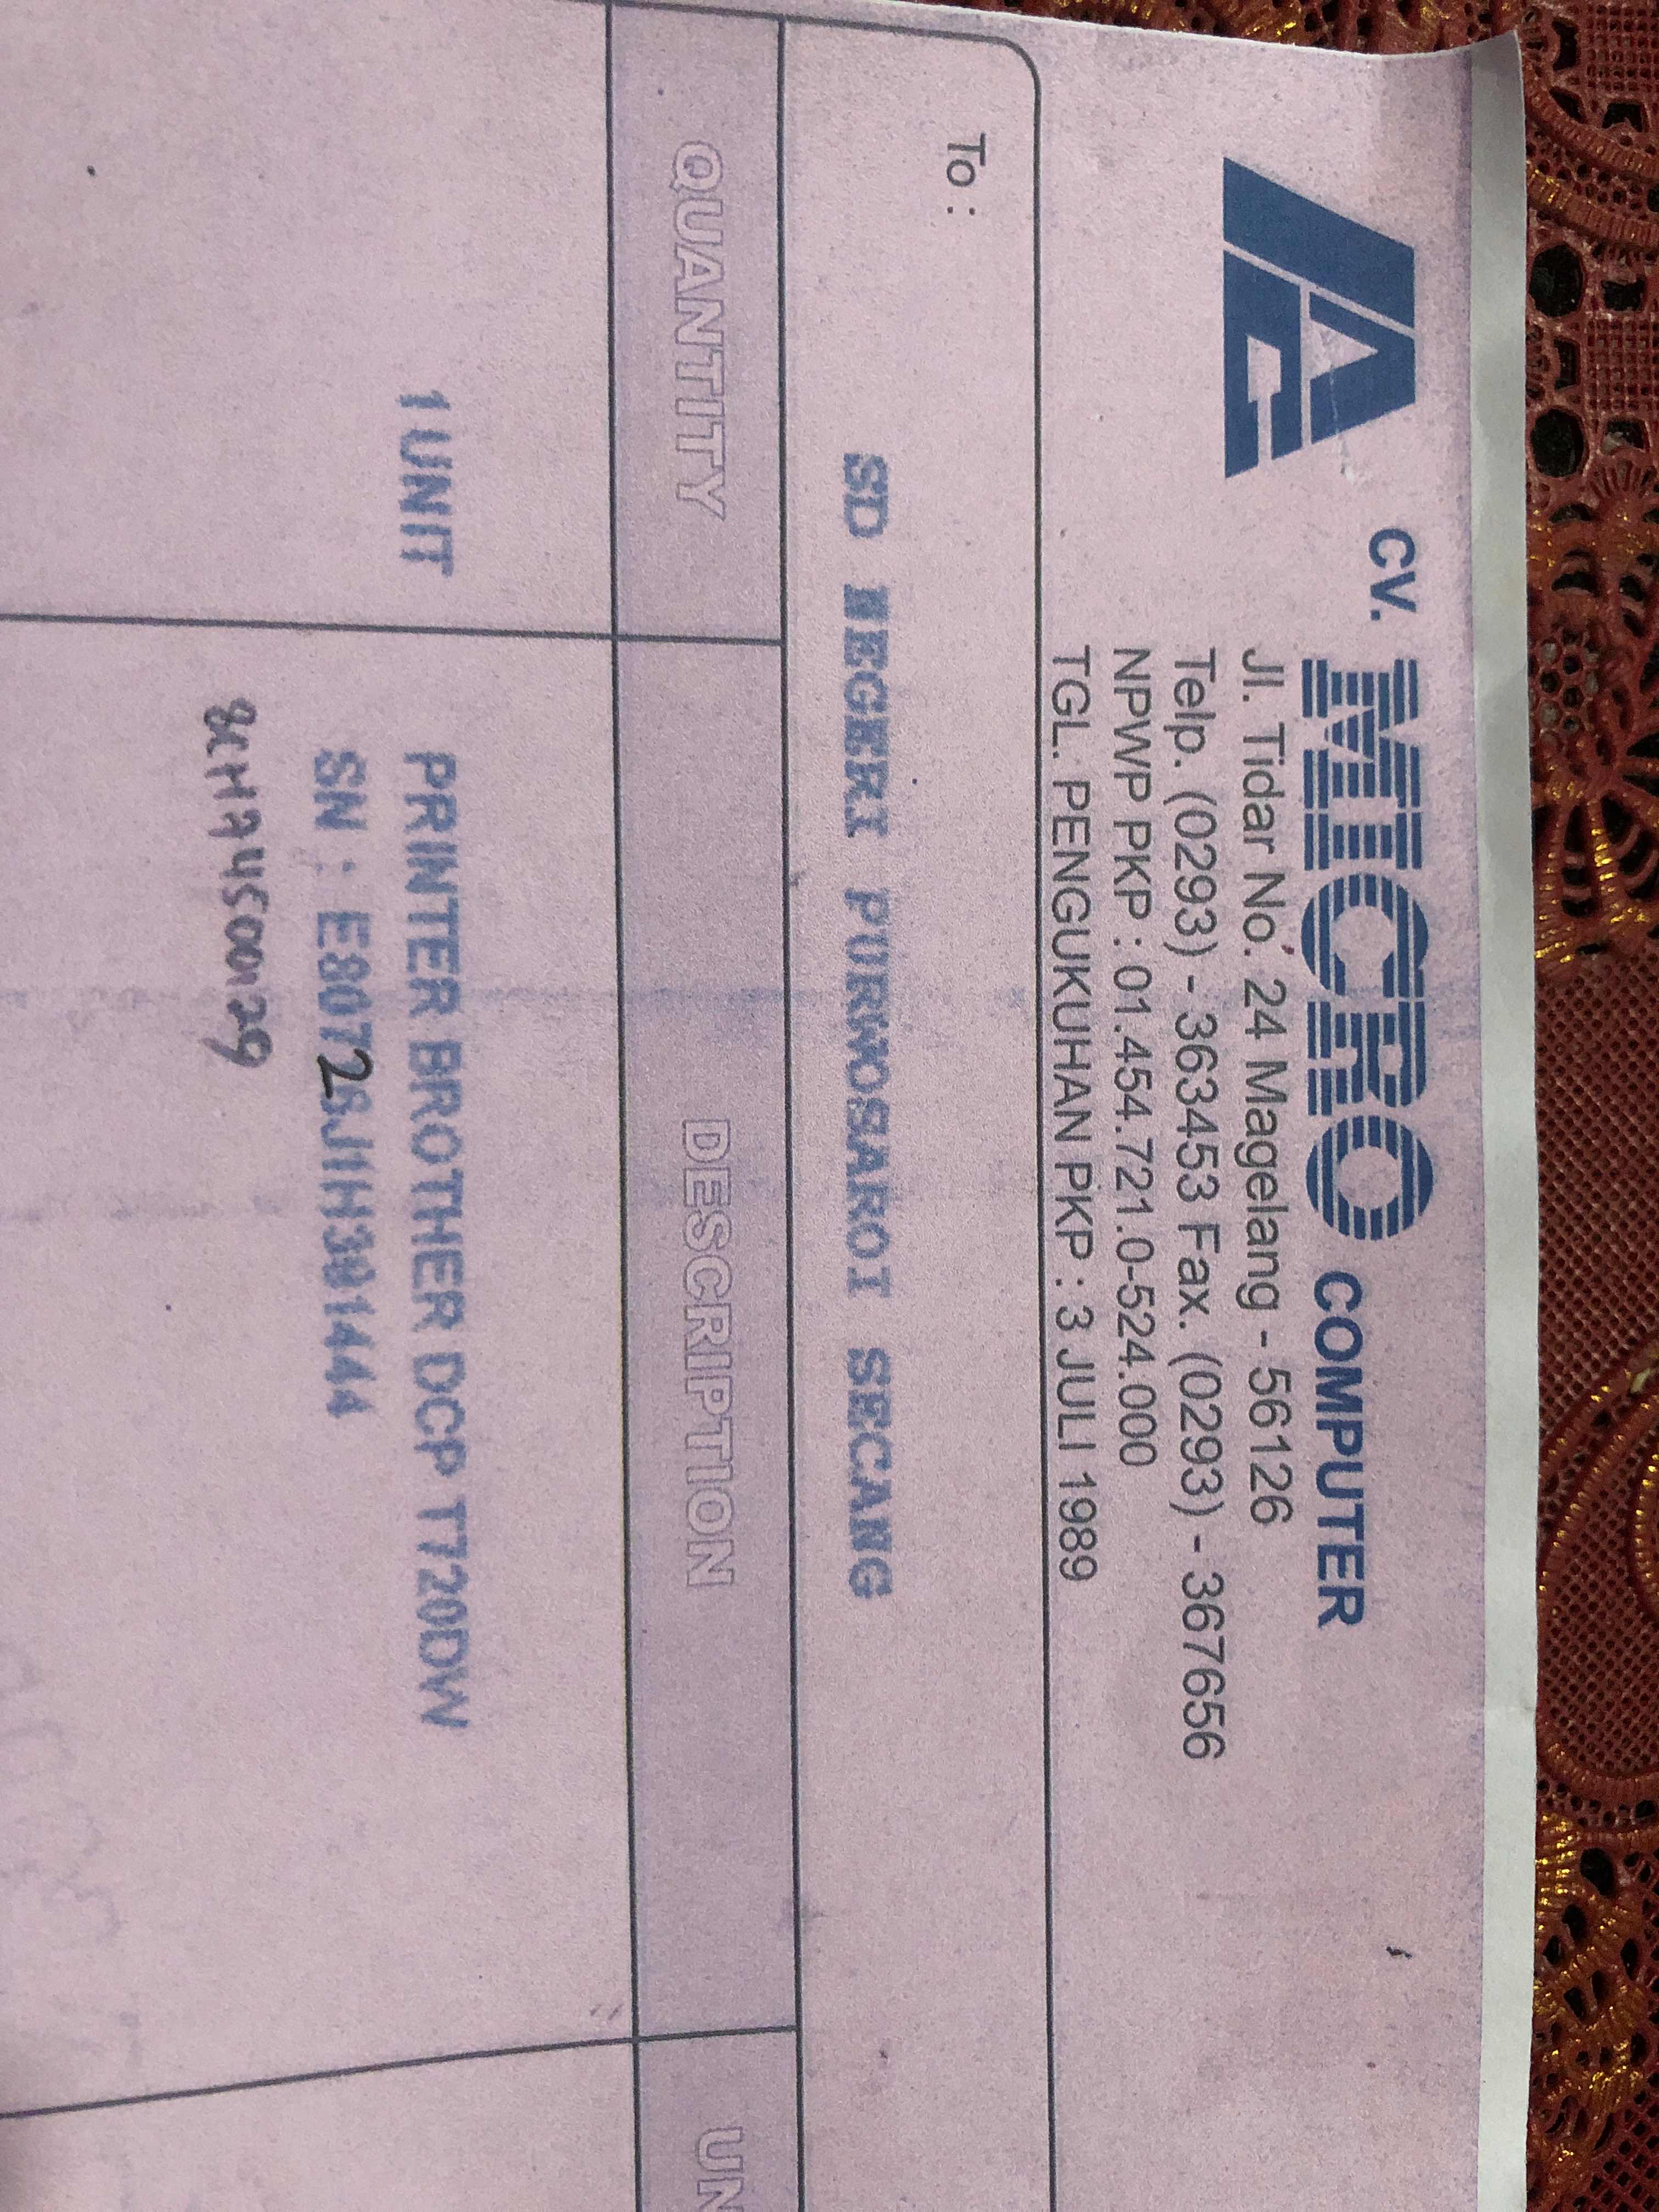 CV. MICRO COMPUTER
Jl. Tidar No. 24 Magelang - 56126
Telp. (0293) - 363453 Fax. (0293) - 367656
NPWP PKP : 01.454.721.0-524.000
TGL. PENGUKUHAN PKP : 3 JULI 1989
To :
SD NEGERI PURWOSARO I SECANG
QUANTITY DESCRIPTION UN
1 UNIT PRINTER BROTHER DCP T720DW
SN :